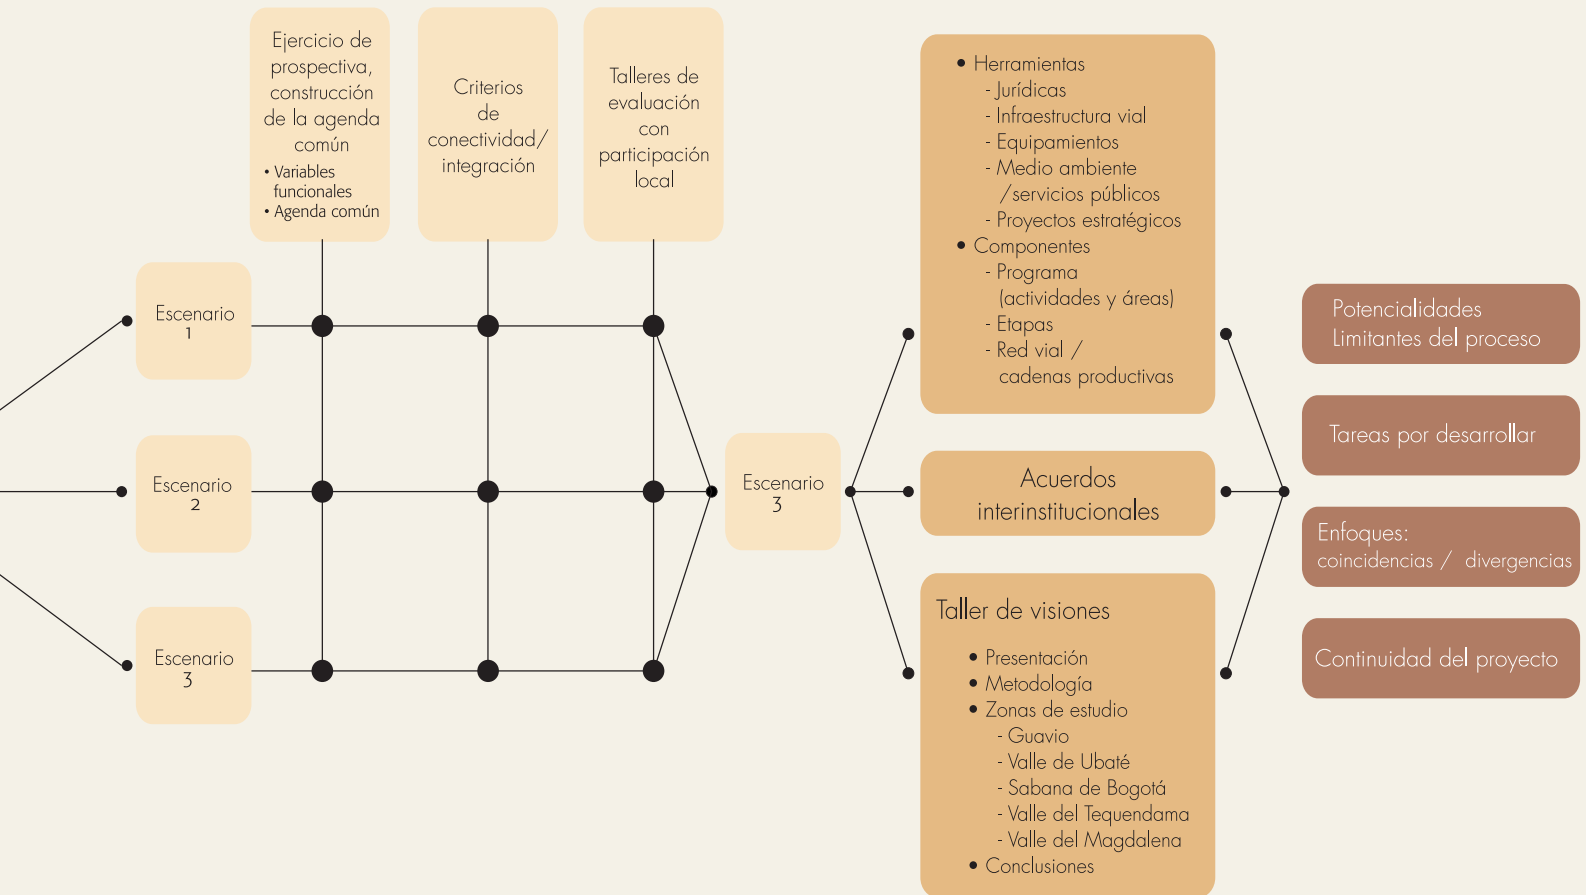 Ejercicio de
prospectiva,
construcción
de la agenda
común
• Variables
funcionales
• Agenda común
Criterios
de
conectividad/
integración
Talleres de
evaluación
con
participación
local
Escenario
1
Escenario
2
Escenario
3
Escenario
3
• Herramientas
- Jurídicas
- Infraestructura vial
- Equipamientos
- Medio ambiente
/servicios públicos
- Proyectos estratégicos
• Componentes
- Programa
(actividades y áreas)
- Etapas
- Red vial /
cadenas productivas
Acuerdos
interinstitucionales
Taller de visiones
• Presentación
• Metodología
• Zonas de estudio
- Guavio
- Valle de Ubaté
- Sabana de Bogotá
- Valle del Tequendama
- Valle del Magdalena
• Conclusiones
Potencialidades
Limitantes del proceso
Tareas por desarrollar
Enfoques:
coincidencias / divergencias
Continuidad del proyecto